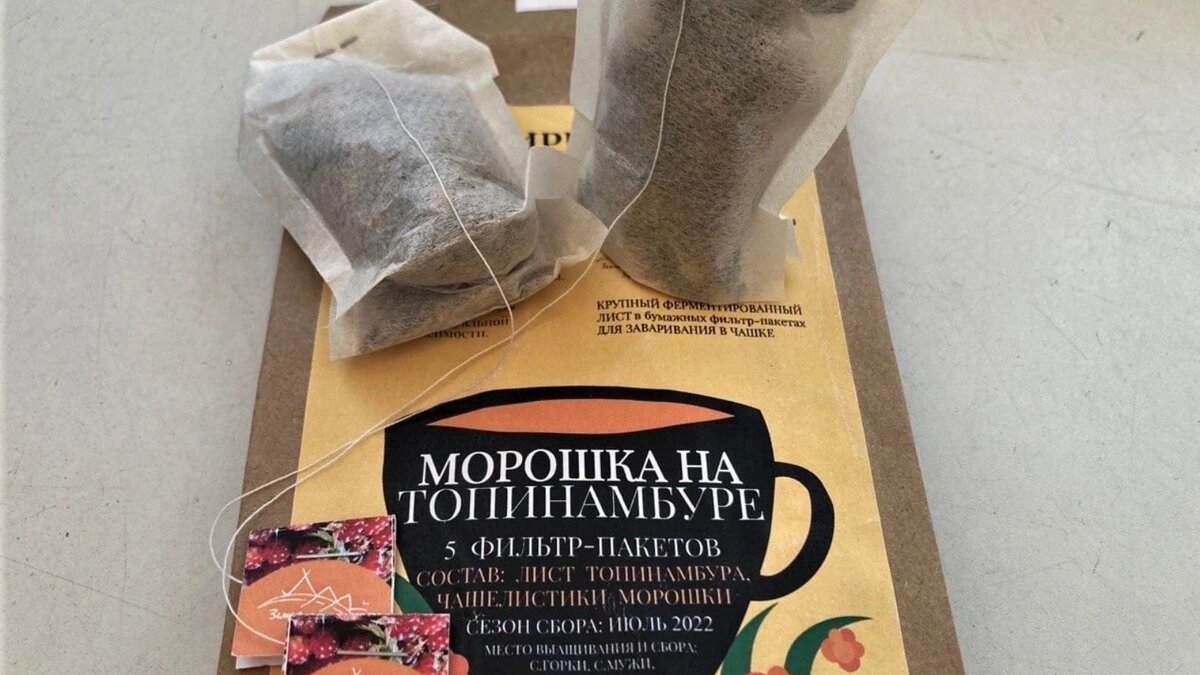 КРУПНЫЙ ФЕРМЕНТИРОВАННЫЙ
ЛИСТ в бумажных фильтр-пакетах
ДЛЯ ЗАВАРИВАНИЯ В ЧАШКЕ
МОРОШКА НА
ТОПИНАМБУРЕ
5 ФИЛЬТР-ПАКЕТОВ
СОСТАВ: ЛИСТ ТОПИНАМБУРА,
ЧАШЕЛИСТИКИ МОРОШКИ
СЕЗОН СБОРА: ИЮЛЬ 2022
МЕСТО ВЫАЩИВАНИЯ И СБОРА:
С.ГОРКИ, С.МУЖИ.